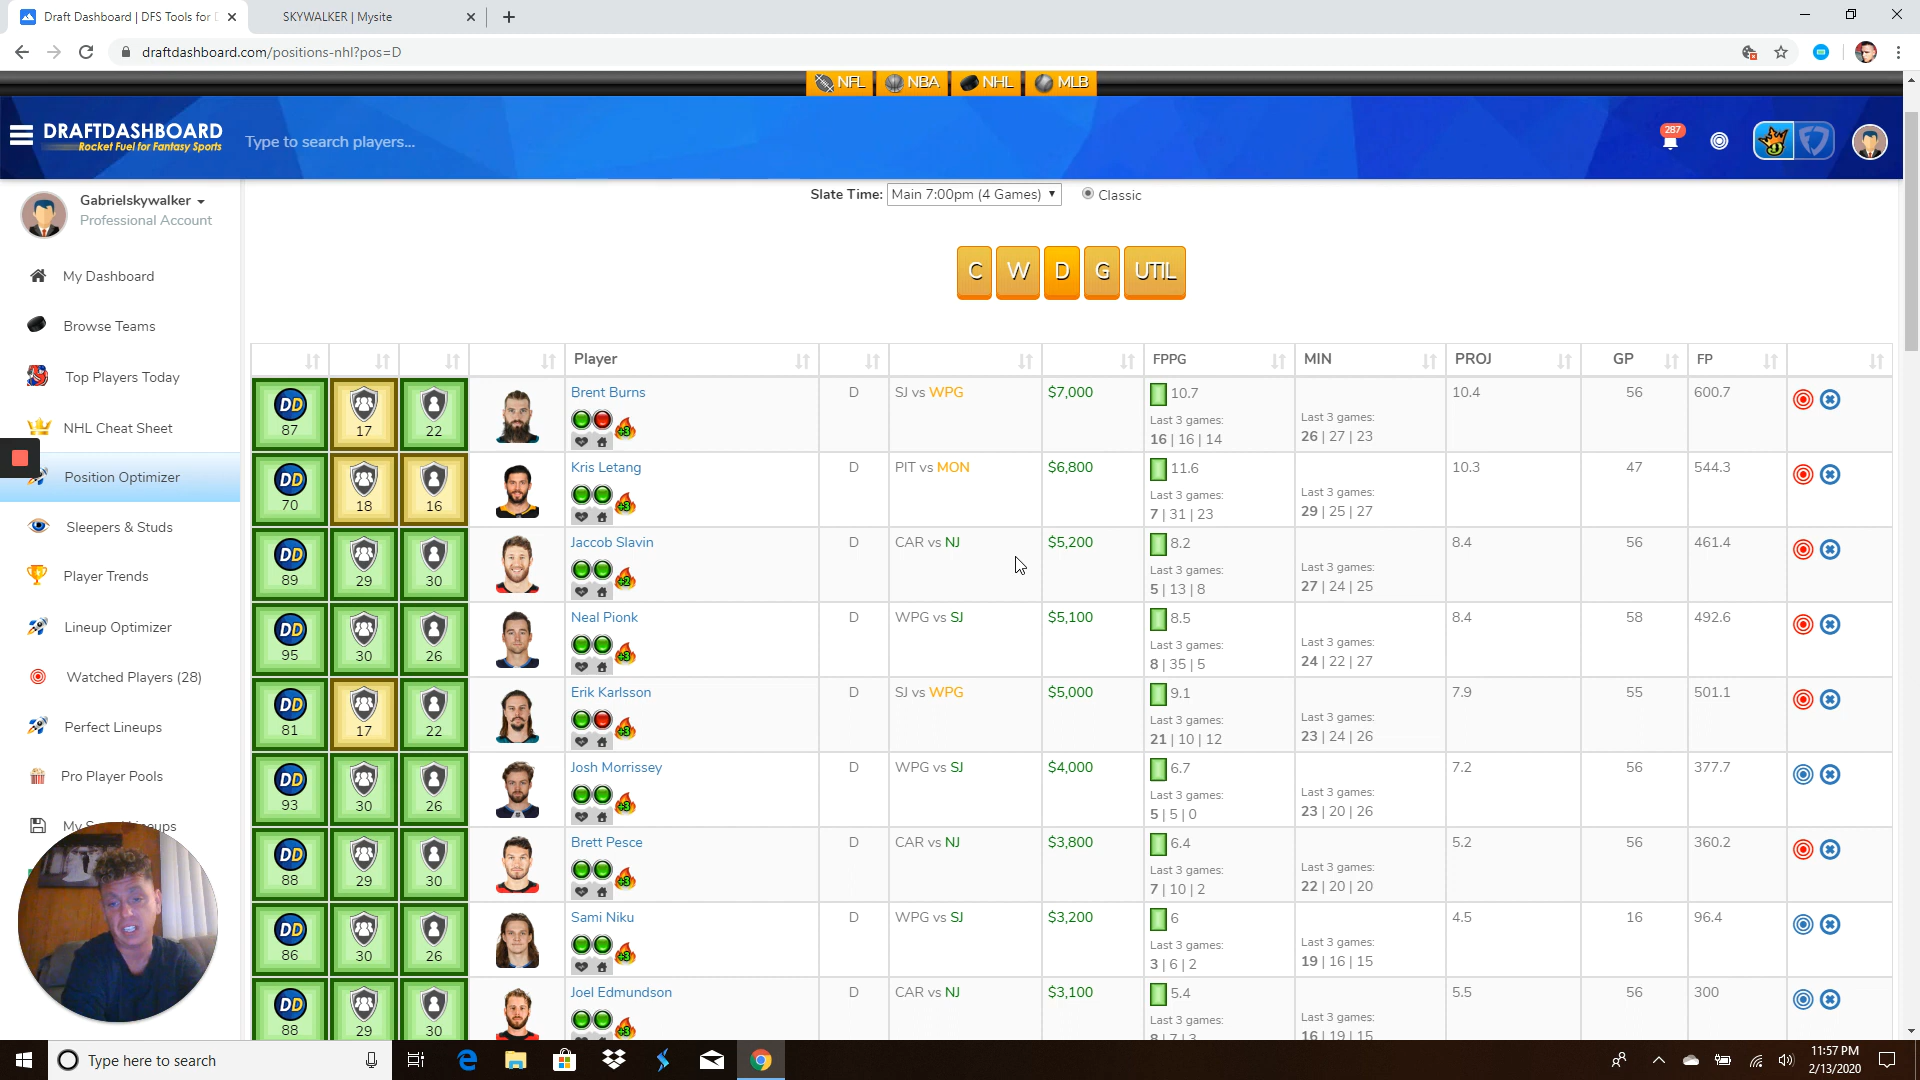 Draft Dashboard | DFS Tools for D
SKYWALKER | Mysite
draftdashboard.com/positions-nhl?pos=D
NFL NBA NHL MLB
DRAFTDASHBOARD
Rocket Fuel for Fantasy Sports
Type to search players...
287
Gabrielskywalker
Professional Account
My Dashboard
Browse Teams
Top Players Today
NHL Cheat Sheet
Position Optimizer
Sleepers & Studs
Player Trends
Lineup Optimizer
Watched Players (28)
Perfect Lineups
Pro Player Pools
My
Slate Time: Main 7:00pm (4 Games) Classic
C W D G UTIL
Player FPPG MIN PROJ GP FP
DD 87 17 22 Brent Burns D SJ vs WPG $7,000 10.7 10.4 56 600.7
Last 3 games: Last 3 games:
16 | 16 | 14 26 | 27 | 23
+3
DD 70 18 16 Kris Letang D PIT vs MON $6,800 11.6 10.3 47 544.3
Last 3 games: Last 3 games:
7 | 31 | 23 29 | 25 | 27
+3
DD 89 29 30 Jaccob Slavin D CAR vs NJ $5,200 8.2 8.4 56 461.4
Last 3 games: Last 3 games:
5 | 13 | 8 27 | 24 | 25
+2
DD 95 30 26 Neal Pionk D WPG vs SJ $5,100 8.5 8.4 58 492.6
Last 3 games: Last 3 games:
8 | 35 | 5 24 | 22 | 27
+3
DD 81 17 22 Erik Karlsson D SJ vs WPG $5,000 9.1 7.9 55 501.1
Last 3 games: Last 3 games:
21 | 10 | 12 23 | 24 | 26
+3
DD 93 30 26 Josh Morrissey D WPG vs SJ $4,000 6.7 7.2 56 377.7
Last 3 games: Last 3 games:
5 | 5 | 0 23 | 20 | 26
+3
DD 88 29 30 Brett Pesce D CAR vs NJ $3,800 6.4 5.2 56 360.2
Last 3 games: Last 3 games:
7 | 10 | 2 22 | 20 | 20
+3
DD 86 30 26 Sami Niku D WPG vs SJ $3,200 6 4.5 16 96.4
Last 3 games: Last 3 games:
3 | 6 | 2 19 | 16 | 15
+3
DD 88 29 30 Joel Edmundson D CAR vs NJ $3,100 5.4 5.5 56 300
Last 3 games: Last 3 games:
8 | 7 | 3 16 | 19 | 15
+3
Type here to search
11:57 PM
2/13/2020